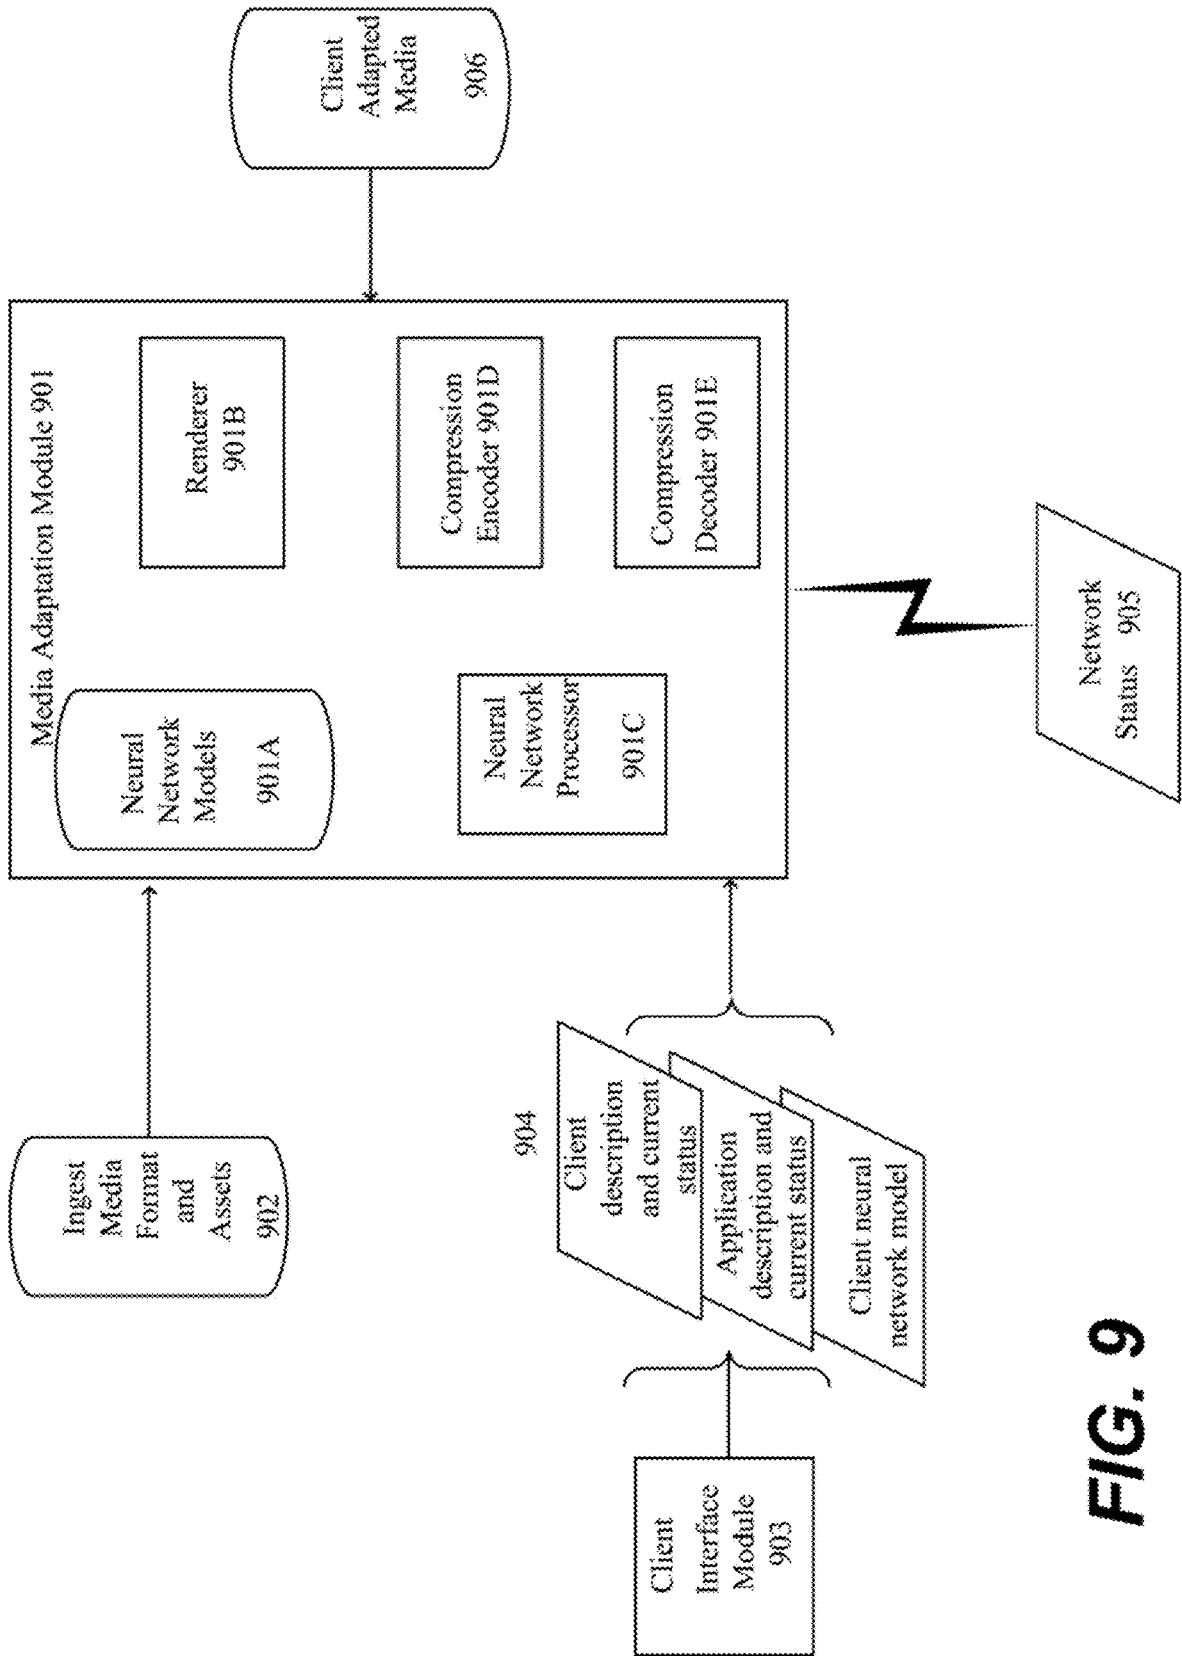 Media Adaptation Module 901
Neural
Network
Models
901A
Renderer
901B
Neural
Network
Processor
901C
Compression
Encoder 901D
Compression
Decoder 901E
Ingest
Media
Format
and
Assets
902
Client
Adapted
Media
906
904
Client
description
and current
status
Application
description and
current status
Client neural
network model
Client
Interface
Module
903
Network
Status 905
FIG. 9